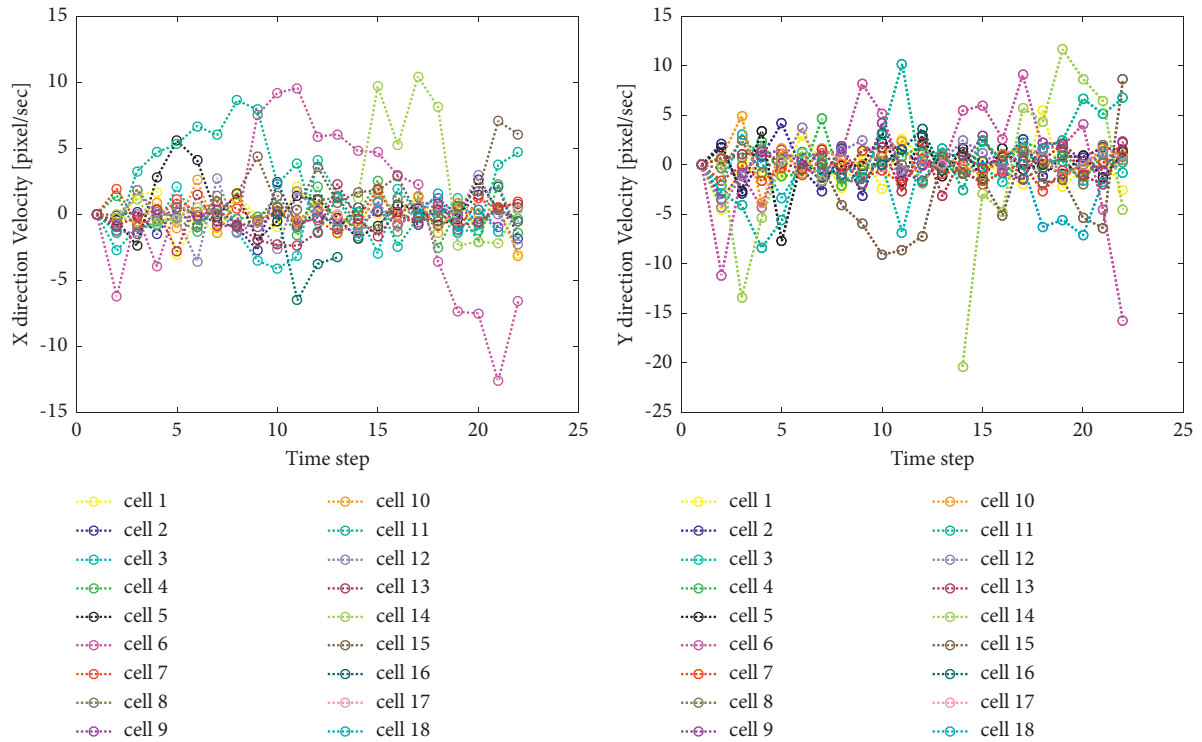 15
10
5
0
-5
-10
-15
X direction Velocity [pixel/sec]
0 5 10 15 20 25
Time step
cell 1 cell 10
cell 2 cell 11
cell 3 cell 12
cell 4 cell 13
cell 5 cell 14
cell 6 cell 15
cell 7 cell 16
cell 8 cell 17
cell 9 cell 18
15
10
5
0
-5
-10
-15
-20
-25
Y direction Velocity [pixel/sec]
0 5 10 15 20 25
Time step
cell 1 cell 10
cell 2 cell 11
cell 3 cell 12
cell 4 cell 13
cell 5 cell 14
cell 6 cell 15
cell 7 cell 16
cell 8 cell 17
cell 9 cell 18